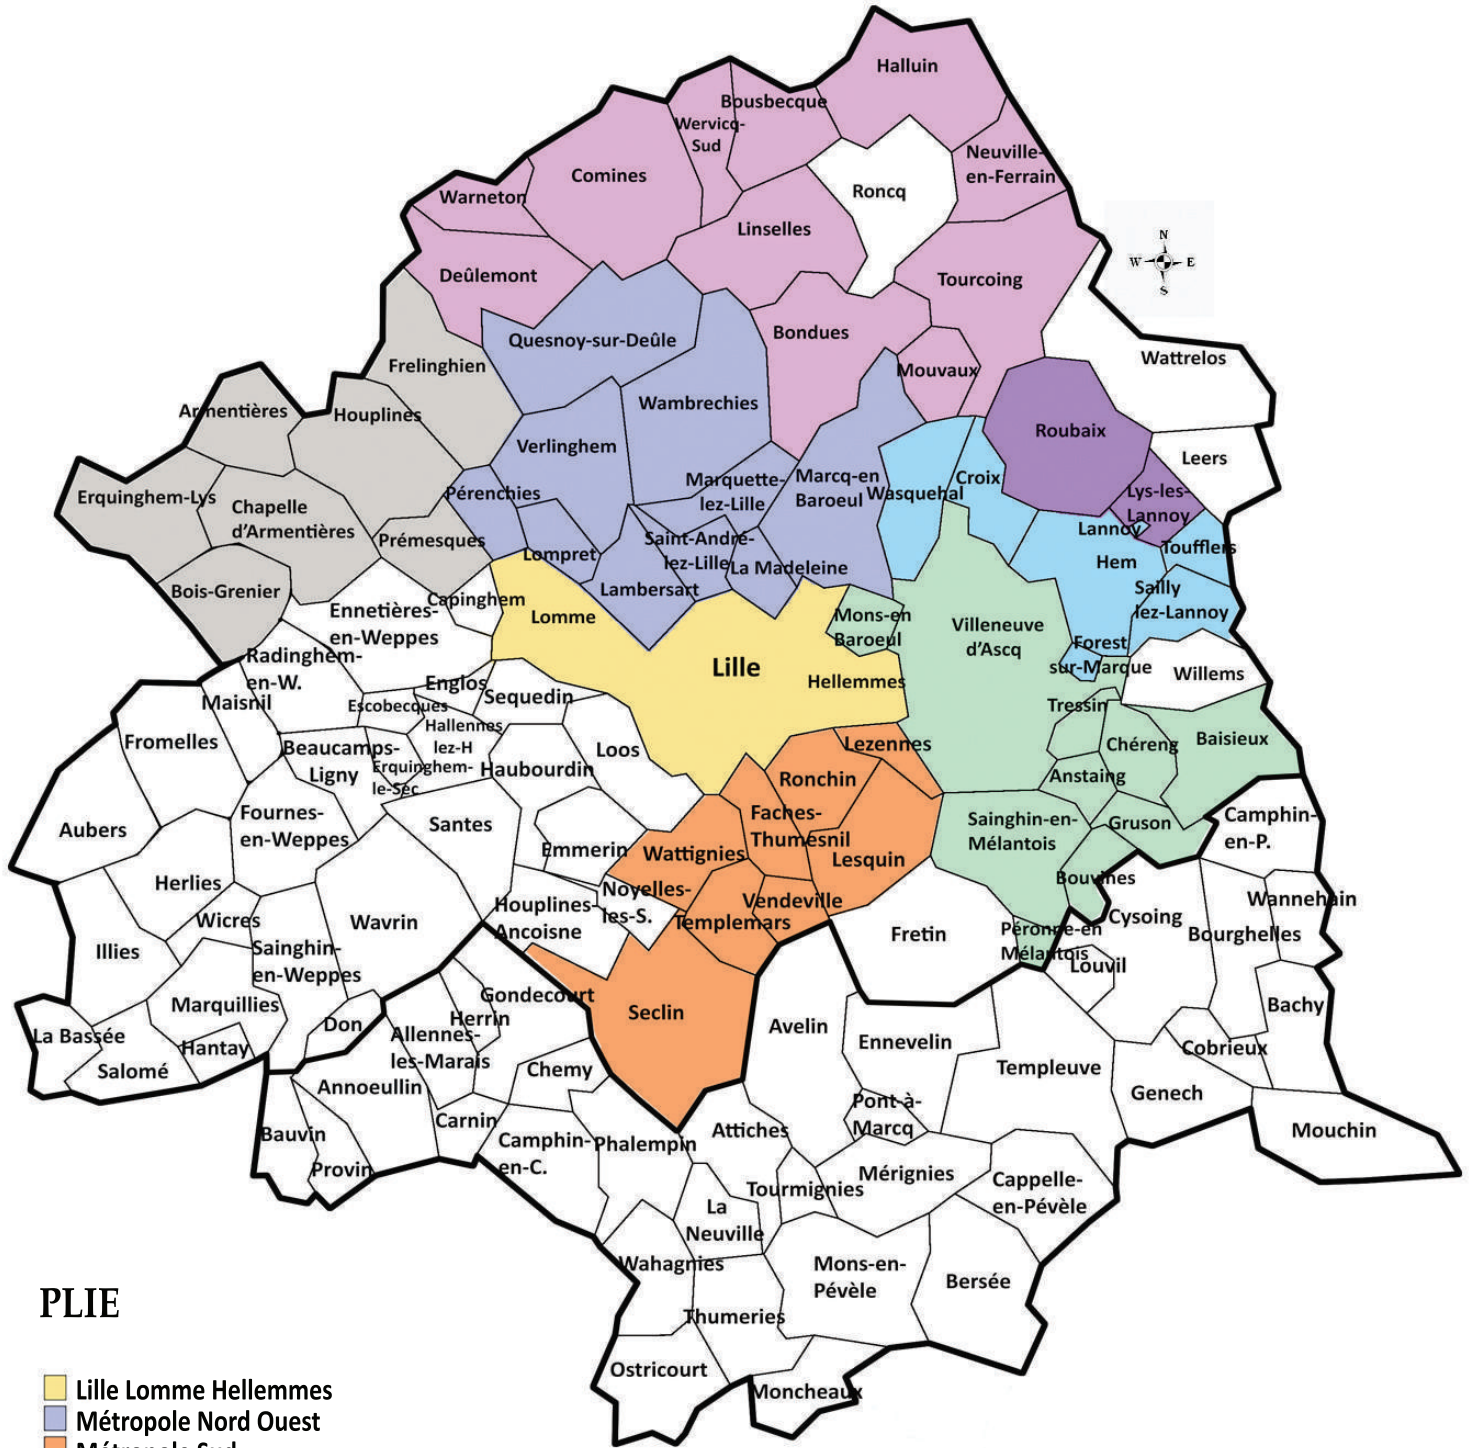 Halluin
Bousbecque
Wervicq-
Sud
Neuville-
en-Ferrain
Comines
Roncq
Warneton
Linselles
N
W E
S
Deûlemont
Tourcoing
Bondues
Quesnoy-sur-Deûle
Wattrelos
Frelinghien
Mouvaux
Wambrechies
Armentières
Houplines
Roubaix
Verlinghem
Leers
Marquette-
lez-Lille
Marcq-en
Baroeul
Wasquehal
Croix
Pérenchies
Erquinghem-Lys
Chapelle
d'Armentières
Lys-les-
Lannoy
Lannoy
Prémesques
Saint-André-
lez-Lille
Lompret
La Madeleine
Toufflers
Hem
Lambersart
Bois-Grenier
Sailly
lez-Lannoy
Capinghem
Ennetières-
en-Weppes
Lomme
Mons-en
Baroeul
Villeneuve
d'Ascq
Forest
sur-Marque
Radinghem-
en-W.
Lille
Hellemmes
Willems
Englos
Sequedin
Maisnil
Escobecques
Tressin
Hallennes
lez-H
Fromelles
Beaucamps-
Ligny
Erquinghem-
le-Sec
Haubourdin
Loos
Lezennes
Chéreng
Baisieux
Ronchin
Anstaing
Aubers
Fournes-
en-Weppes
Santes
Faches-
Thumesnil
Sainghin-en-
Mélantois
Gruson
Camphin-
en-P.
Emmerin
Wattignies
Lesquin
Herlies
Bouvines
Noyelles-
les-S.
Vendeville
Wannehain
Houplines-
Ancoisne
Templemars
Wicres
Wavrin
Cysoing
Bourghelles
Fretin
Péronne-en
Mélantois
Illies
Sainghin-
en-Weppes
Louvil
Marquillies
Gondecourt
Seclin
Bachy
Herrin
Don
Avelin
La Bassée
Allennes-
les-Marais
Ennevelin
Hantay
Cobrieux
Salomé
Chemy
Templeuve
Annoeullin
Genech
Pont-à-
Marcq
Carnin
Bauvin
Camphin-
en-C.
Phalempin
Attiches
Mouchin
Provin
Mérignies
Tourmignies
Cappelle-
en-Pévèle
La
Neuville
Wahagnies
Mons-en-
Pévèle
Bersée
PLIE
Thumeries
Ostricourt
Moncheaux
Lille Lomme Hellemmes
Métropole Nord Ouest
Métropole Sud